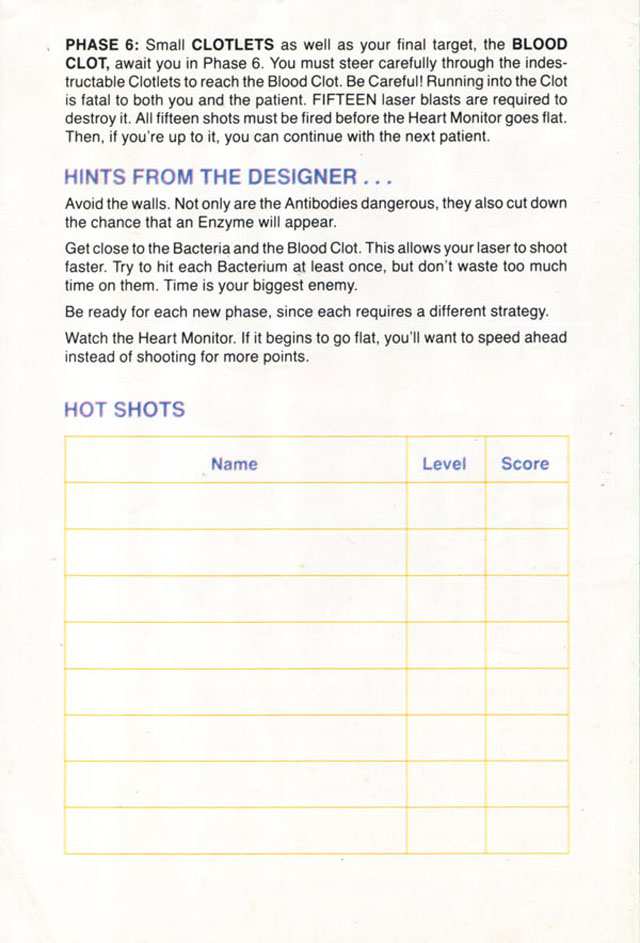 PHASE 6: Small CLOTLETS as well as your final target, the BLOOD
CLOT, await you in Phase 6. You must steer carefully through the indes-
tructable Clotlets to reach the Blood Clot. Be Careful! Running into the Clot
is fatal to both you and the patient. FIFTEEN laser blasts are required to
destroy it. All fifteen shots must be fired before the Heart Monitor goes flat.
Then, if you're up to it, you can continue with the next patient.
HINTS FROM THE DESIGNER . . .
Avoid the walls. Not only are the Antibodies dangerous, they also cut down
the chance that an Enzyme will appear.
Get close to the Bacteria and the Blood Clot. This allows your laser to shoot
faster. Try to hit each Bacterium at least once, but don't waste too much
time on them. Time is your biggest enemy.
Be ready for each new phase, since each requires a different strategy.
Watch the Heart Monitor. If it begins to go flat, you'll want to speed ahead
instead of shooting for more points.
HOT SHOTS
Name Level Score